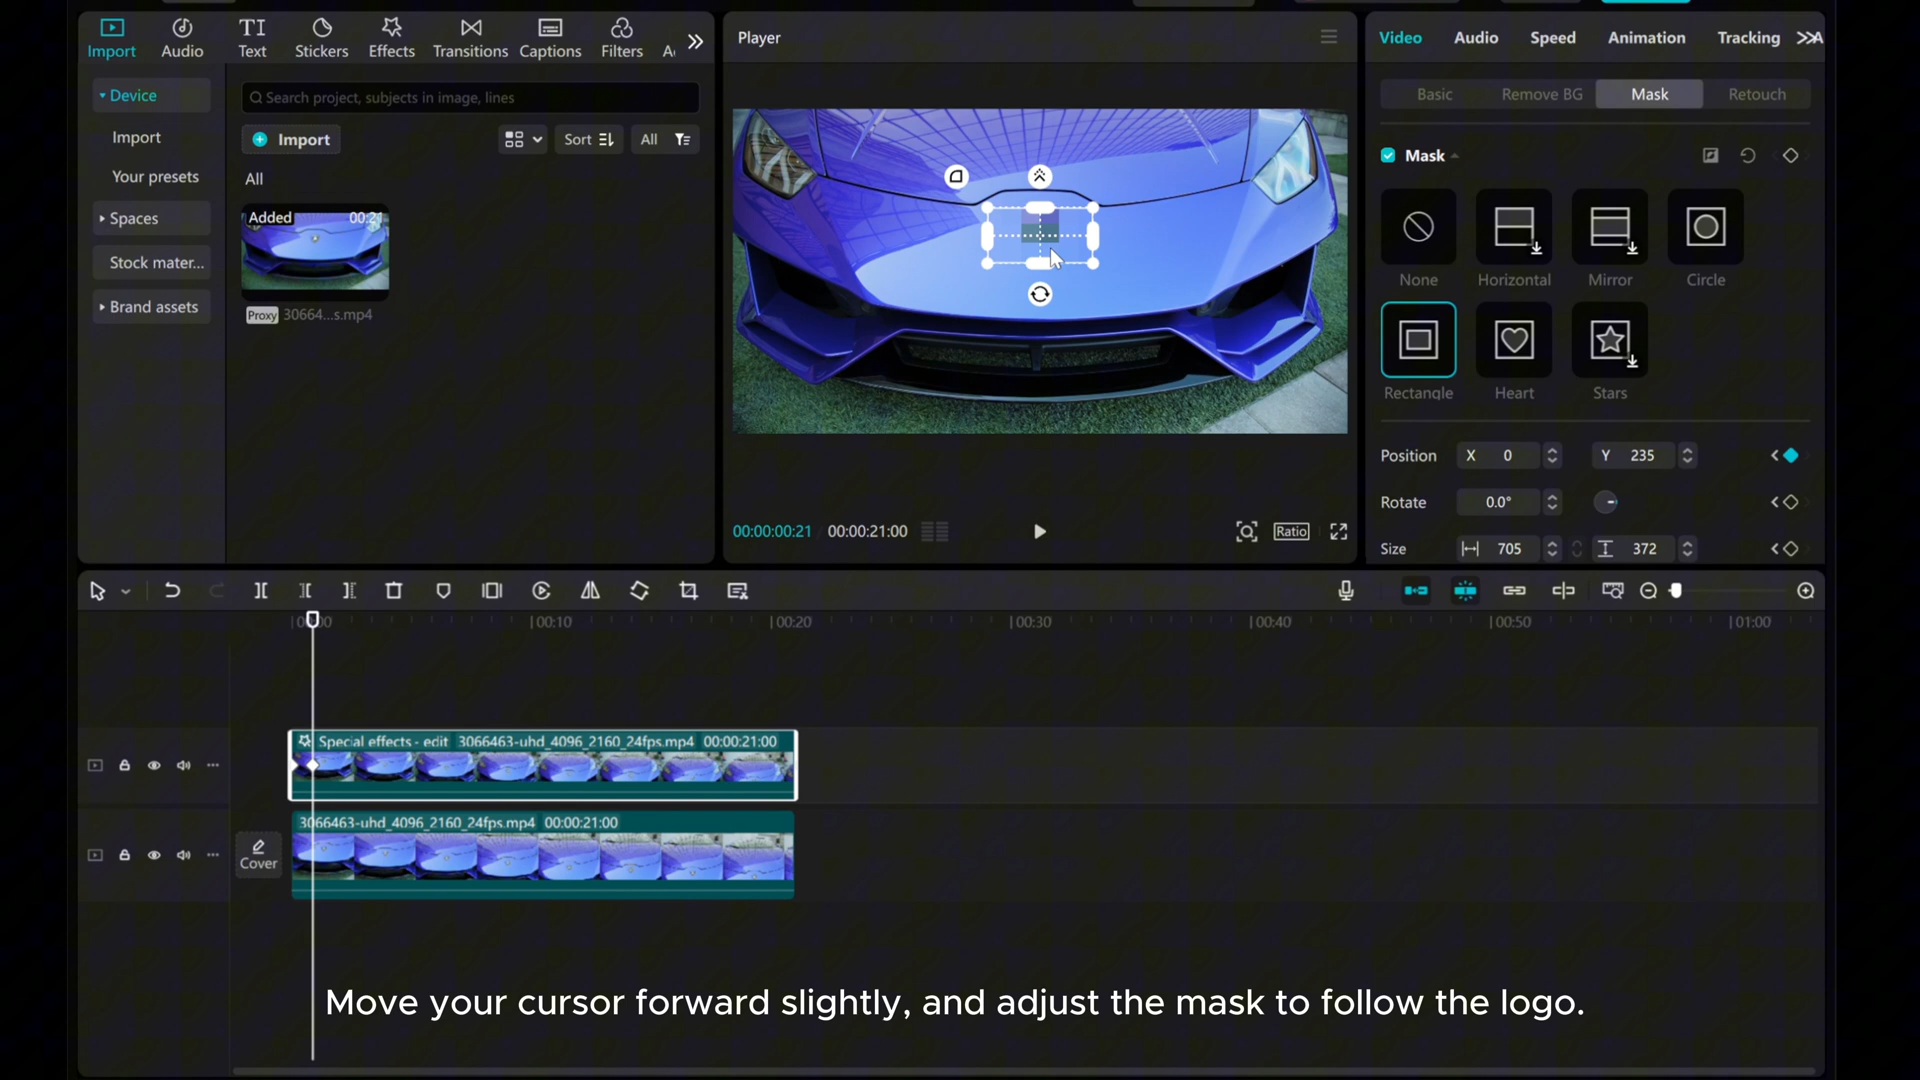 Import
Audio
TI
Text
Stickers
Effects
Transitions
Captions
Filters
Device
Import
Your presets
Spaces
Stock mater...
Brand assets
Search project, subjects in image, lines
Import
Sort
All
All
Added 00:21
Proxy 30664...s.mp4
Player
00:00:00:21 00:00:21:00
Ratio
Video Audio Speed Animation Tracking
Basic Remove BG Mask Retouch
Mask
None Horizontal Mirror Circle
Rectangle Heart Stars
Position X 0 Y 235
Rotate 0.0°
Size 705 372
00:10 00:20 00:30 00:40 00:50 01:00
Special effects - edit 3066463-uhd_4096_2160_24fps.mp4 00:00:21:00
3066463-uhd_4096_2160_24fps.mp4 00:00:21:00
Cover
Move your cursor forward slightly, and adjust the mask to follow the logo.